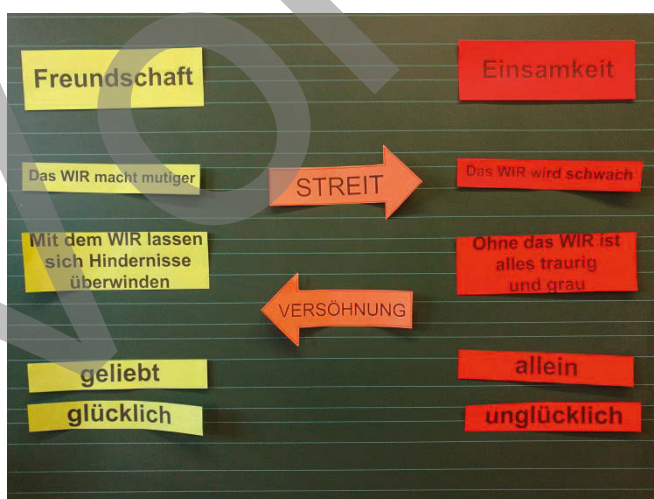 Freundschaft
Einsamkeit
Das WIR macht mutiger
STREIT
Das WIR wird schwach
Mit dem WIR lassen
sich Hindernisse
überwinden
Ohne das WIR ist
alles traurig
und grau
VERSÖHNUNG
geliebt
allein
glücklich
unglücklich